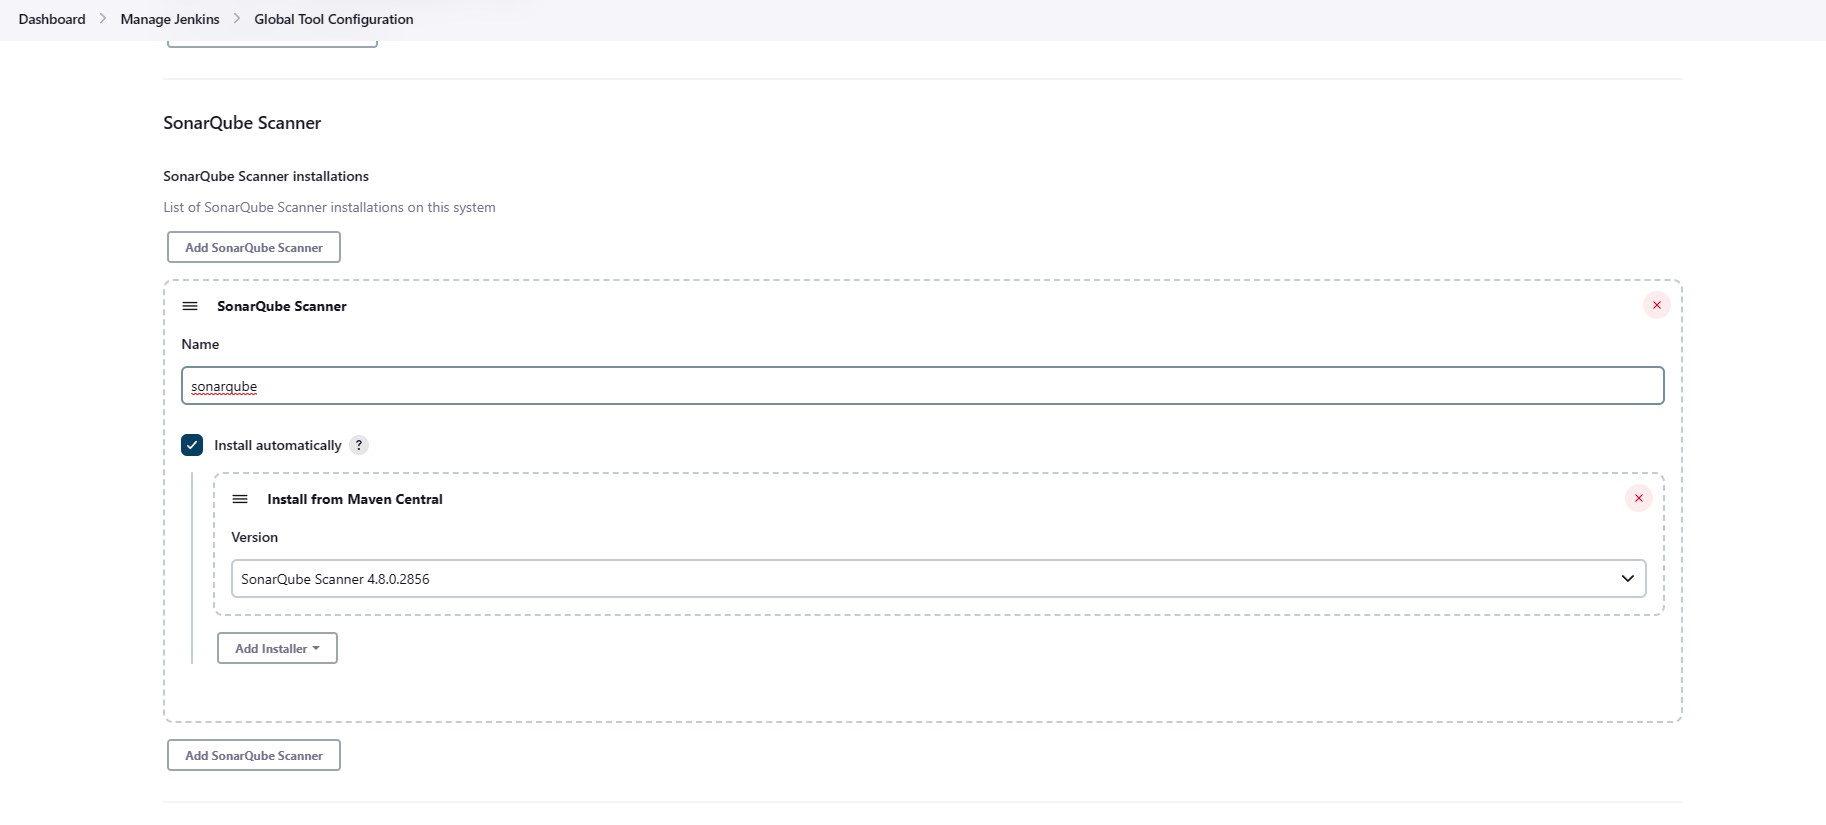 Dashboard > Manage Jenkins > Global Tool Configuration
SonarQube Scanner
SonarQube Scanner installations
List of SonarQube Scanner installations on this system
Add SonarQube Scanner
SonarQube Scanner
Name
sonarqube
Install automatically ?
Install from Maven Central
Version
SonarQube Scanner 4.8.0.2856
Add Installer
Add SonarQube Scanner